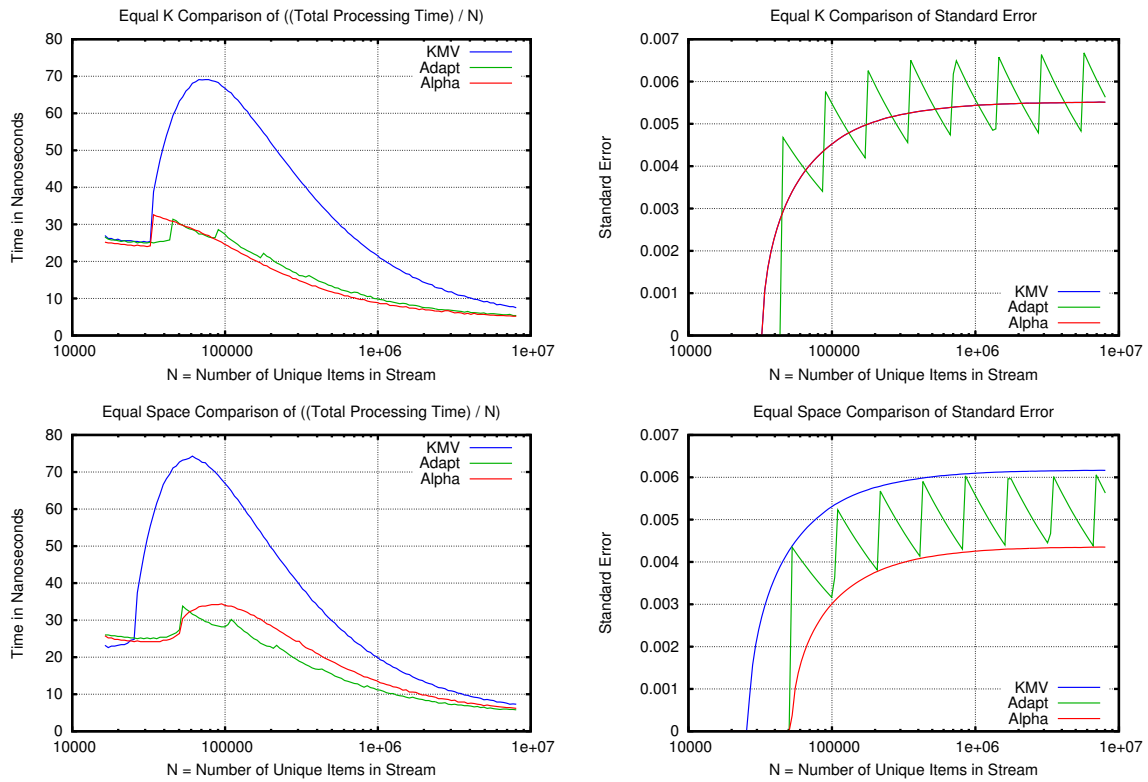 Equal K Comparison of ((Total Processing Time) / N)
80
70
60
50
40
30
20
10
0
Time in Nanoseconds
KMV
Adapt
Alpha
10000
100000
1e+06
1e+07
N = Number of Unique Items in Stream
Equal K Comparison of Standard Error
0.007
0.006
0.005
0.004
0.003
0.002
0.001
0
Standard Error
KMV
Adapt
Alpha
10000
100000
1e+06
1e+07
N = Number of Unique Items in Stream
Equal Space Comparison of ((Total Processing Time) / N)
80
70
60
50
40
30
20
10
0
Time in Nanoseconds
KMV
Adapt
Alpha
10000
100000
1e+06
1e+07
N = Number of Unique Items in Stream
Equal Space Comparison of Standard Error
0.007
0.006
0.005
0.004
0.003
0.002
0.001
0
Standard Error
KMV
Adapt
Alpha
10000
100000
1e+06
1e+07
N = Number of Unique Items in Stream